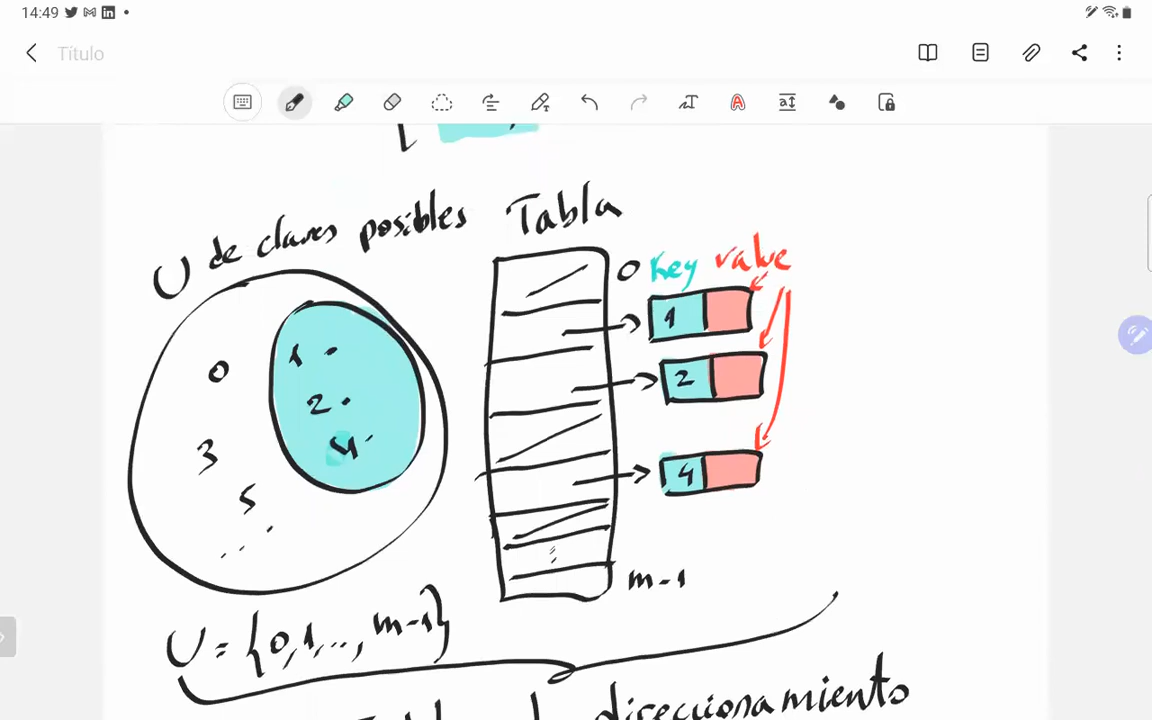 14:49
Título
U de claves posibles Tabla
0 key value
1
2
4
0 1
2
3 4
5
m-1
U = {0,1,..., m-1}
direccionamiento